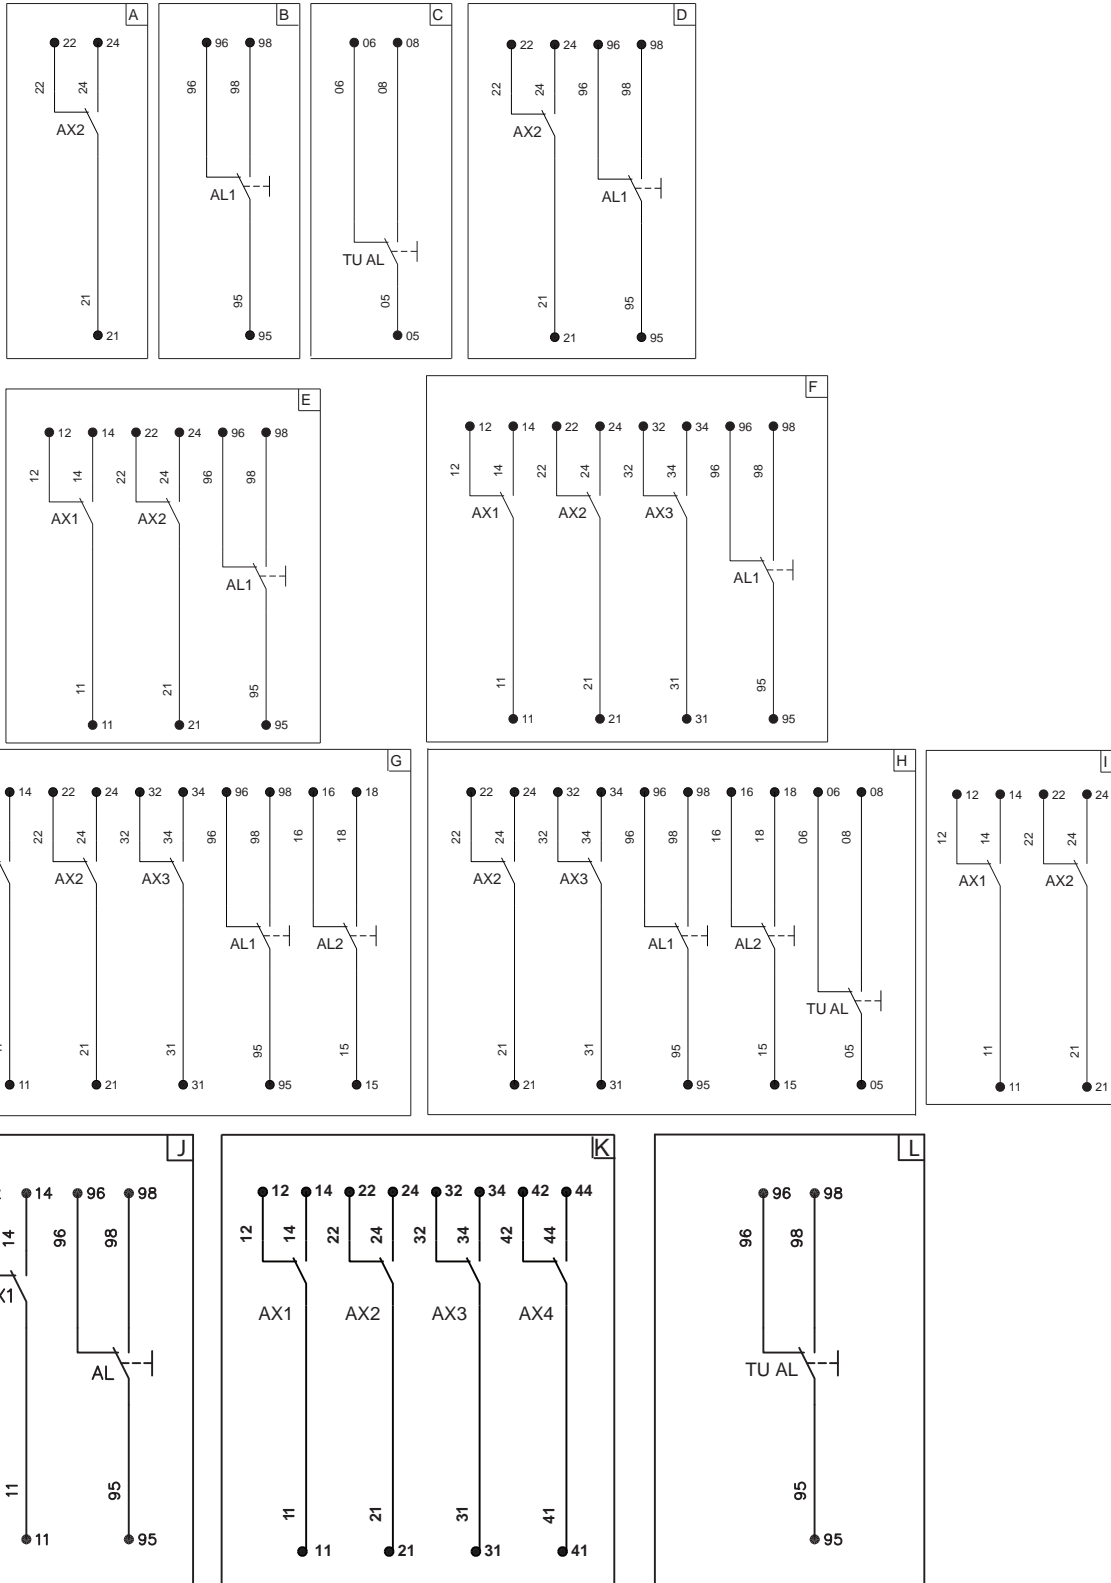 A
22 24
22 24
AX2
21
21
B
96 98
96 98
AL1
95
95
C
06 08
06 08
TU AL
05
05
D
22 24 96 98
22 24 96 98
AX2
AL1
21 95
21 95
E
12 14 22 24 96 98
12 14 22 24 96 98
AX1 AX2
AL1
11 21 95
11 21 95
F
12 14 22 24 32 34 96 98
12 14 22 24 32 34 96 98
AX1 AX2 AX3
AL1
11 21 31 95
11 21 31 95
G
14 22 24 32 34 96 98 16 18
22 24 32 34 96 98 16 18
AX2 AX3
AL1 AL2
21 31 95 15
11 21 31 95 15
H
22 24 32 34 96 98 16 18 06 08
22 24 32 34 96 98 16 18 06 08
AX2 AX3
AL1 AL2
TU AL
21 31 95 15 05
21 31 95 15 05
I
12 14 22 24
12 14 22 24
AX1 AX2
11 21
11 21
J
14 96 98
14 96 98
X1
AL
11 95
11 95
K
12 14 22 24 32 34 42 44
12 14 22 24 32 34 42 44
AX1 AX2 AX3 AX4
11 21 31 41
11 21 31 41
L
96 98
96 98
TU AL
95
95